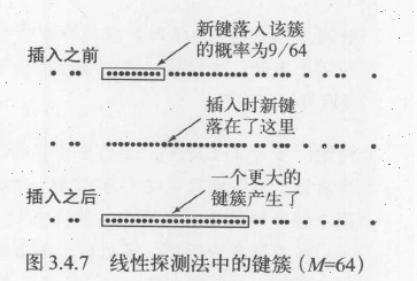 新键落入该簇
的概率为9/64
插入之前
插入时新键
落在了这里
一个更大的
键簇产生了
插入之后
图 3.4.7 线性探测法中的键簇（M=64）